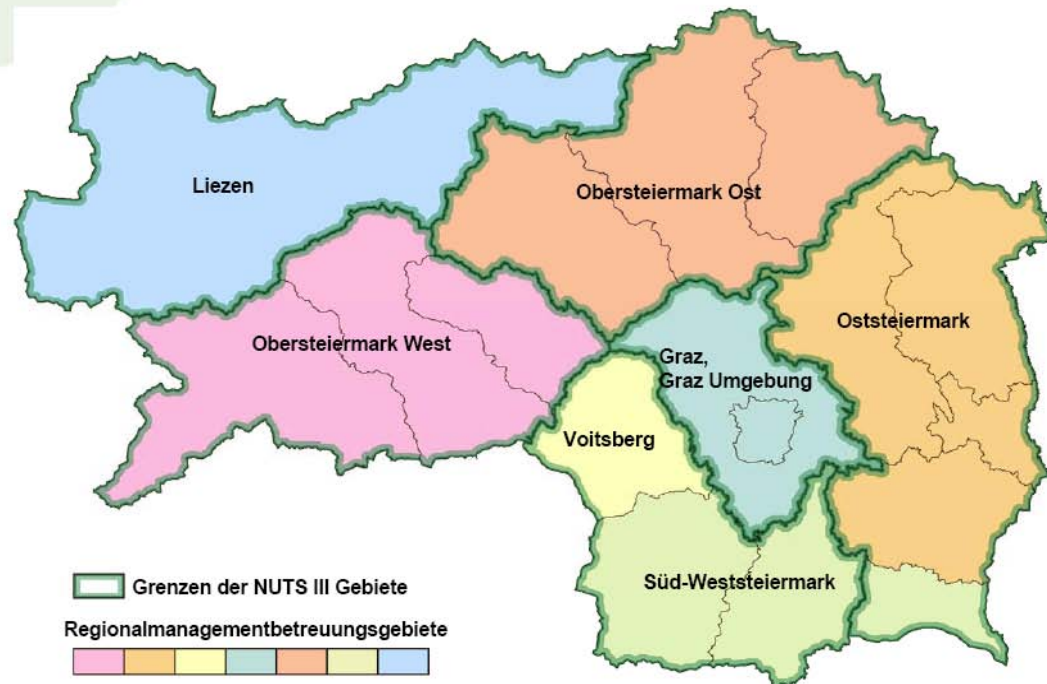 Liezen
Obersteiermark Ost
Oststeiermark
Obersteiermark West
Graz,
Graz Umgebung
Voitsberg
Süd-Weststeiermark
Grenzen der NUTS III Gebiete
Regionalmanagementbetreuungsgebiete